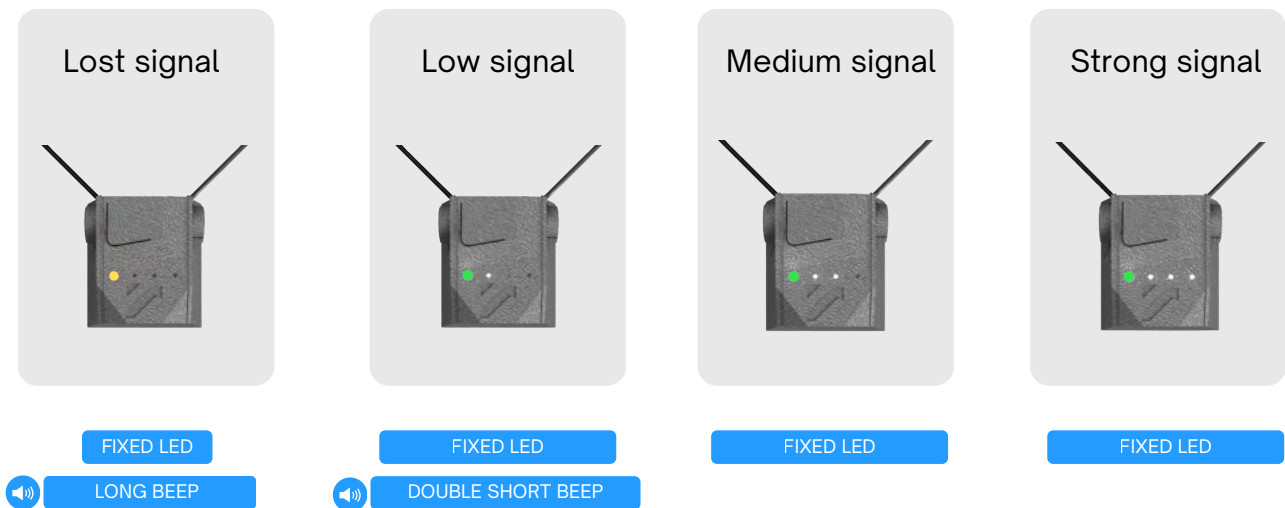 Lost signal
Low signal
Medium signal
Strong signal
FIXED LED
FIXED LED
FIXED LED
FIXED LED
LONG BEEP
DOUBLE SHORT BEEP